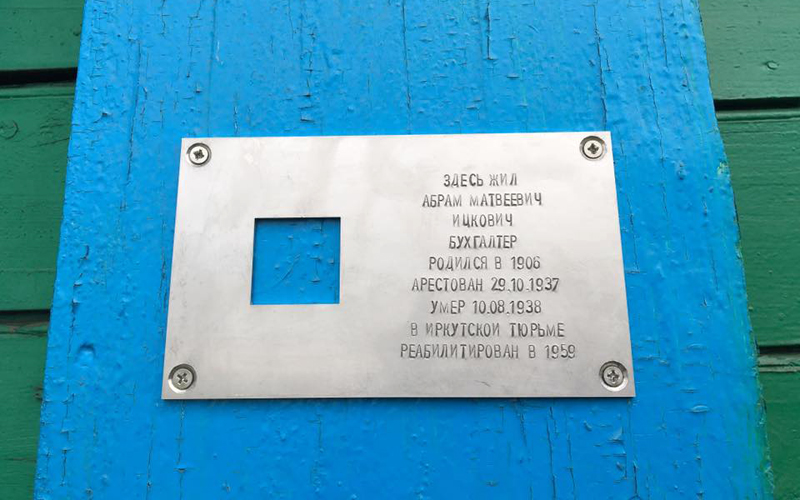 ЗДЕСЬ ЖИЛ
АБРАМ МАТВЕЕВИЧ
ИЦКОВИЧ
БУХГАЛТЕР
РОДИЛСЯ В 1906
АРЕСТОВАН 29.10.1937
УМЕР 10.08.1938
В ИРКУТСКОЙ ТЮРЬМЕ
РЕАБИЛИТИРОВАН В 1959